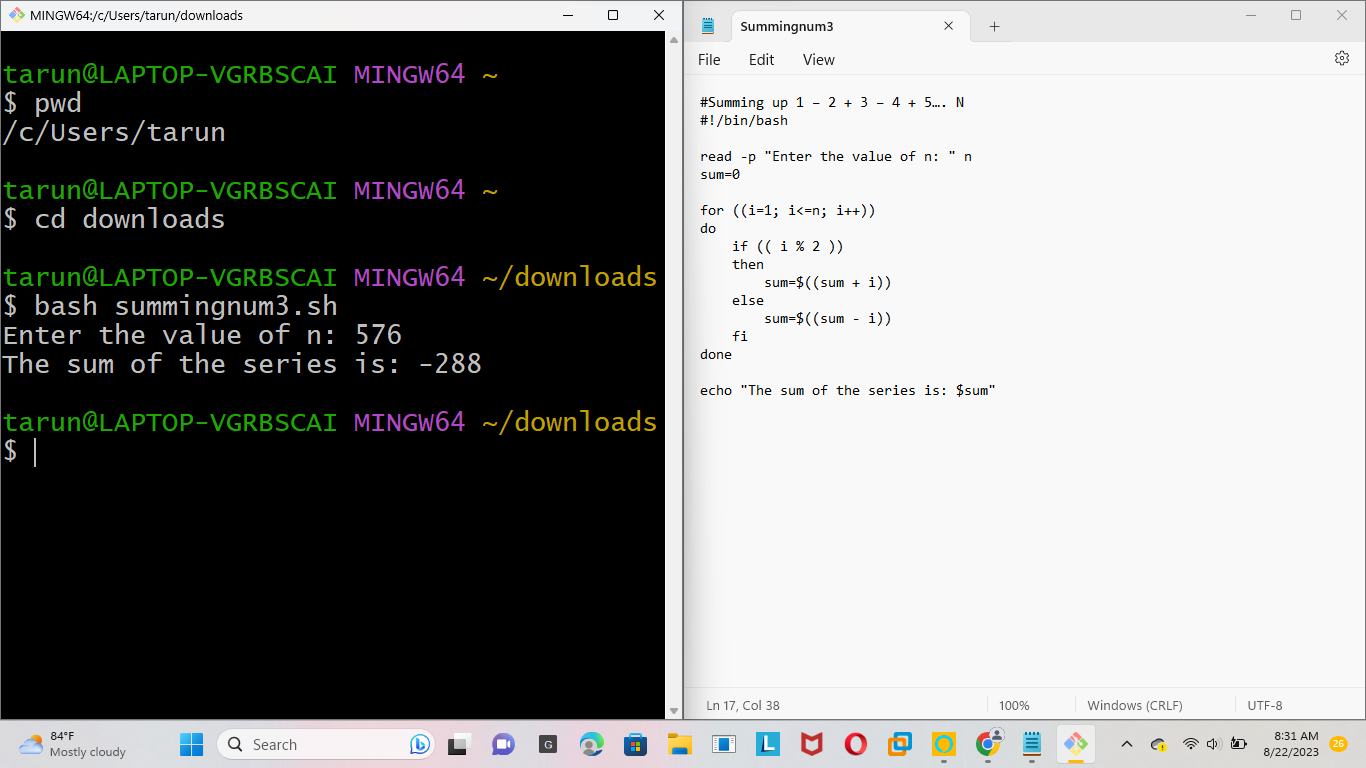 MINGW64:/c/Users/tarun/downloads
tarun@LAPTOP-VGRBSCAI MINGW64 ~
$ pwd
/c/Users/tarun
tarun@LAPTOP-VGRBSCAI MINGW64 ~
$ cd downloads
tarun@LAPTOP-VGRBSCAI MINGW64 ~/downloads
$ bash summingnum3.sh
Enter the value of n: 576
The sum of the series is: -288
tarun@LAPTOP-VGRBSCAI MINGW64 ~/downloads
$
Summingnum3
File Edit View
#Summing up 1 – 2 + 3 – 4 + 5…. N
#!/bin/bash
read -p "Enter the value of n: " n
sum=0
for ((i=1; i<=n; i++))
do
    if (( i % 2 ))
    then
        sum=$((sum + i))
    else
        sum=$((sum - i))
    fi
done
echo "The sum of the series is: $sum"
Ln 17, Col 38 100% Windows (CRLF) UTF-8
84°F
Mostly cloudy
Search
G
L
8:31 AM
8/22/2023
26